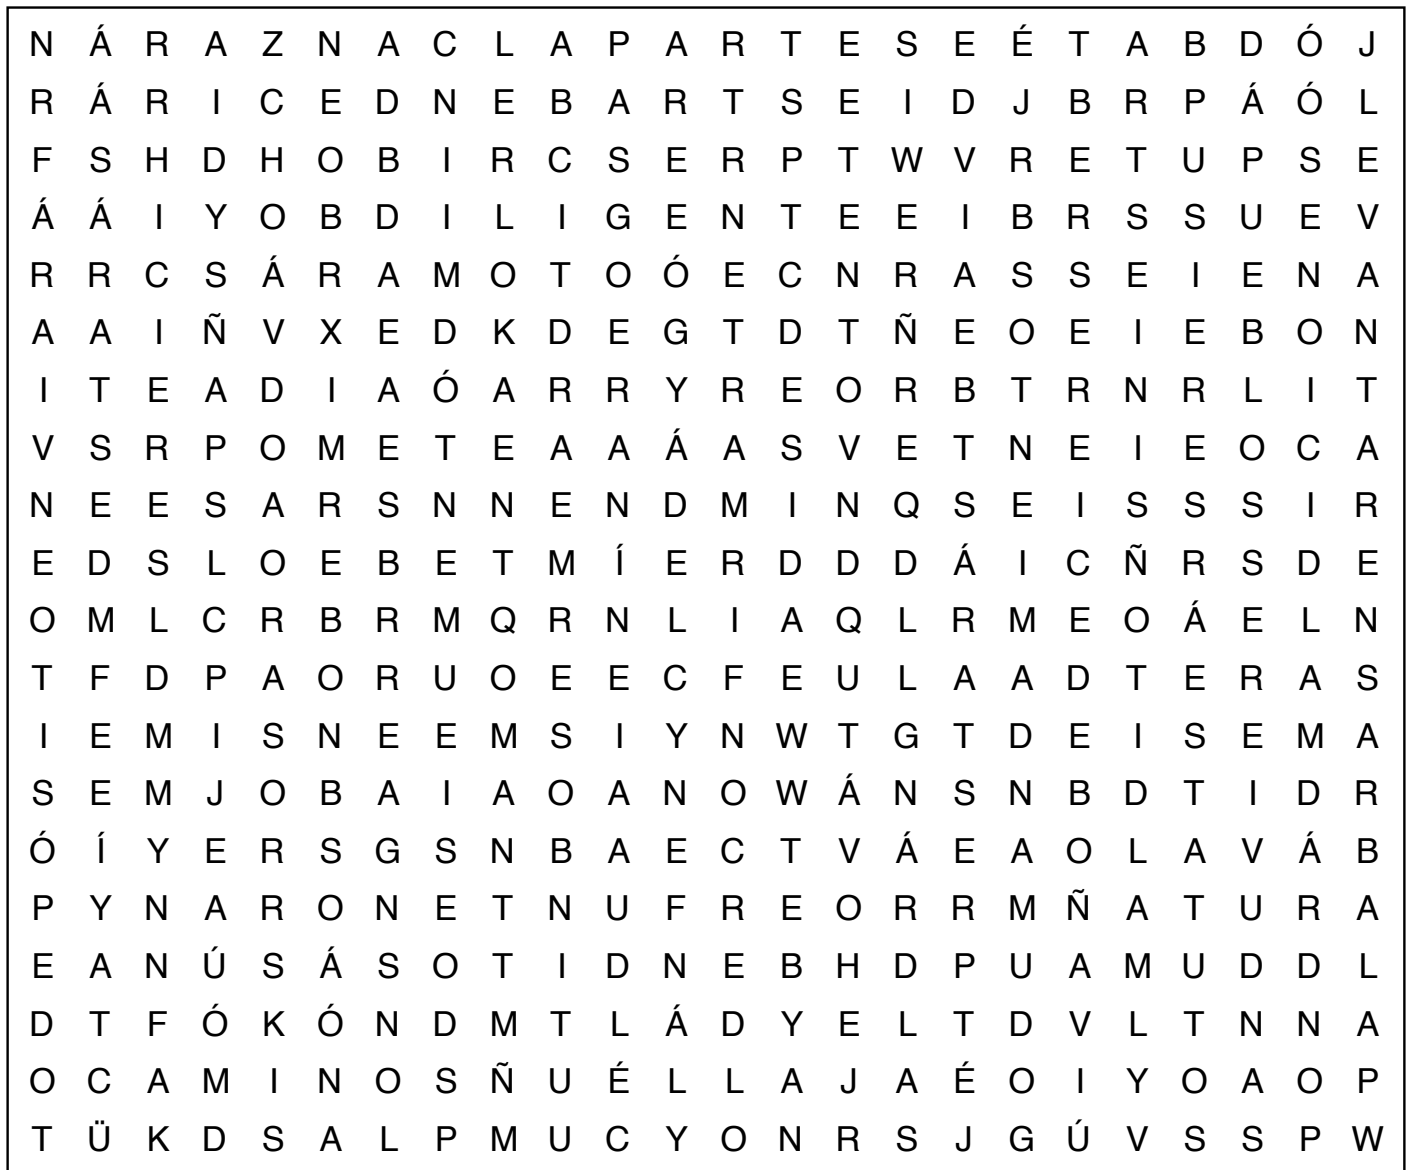 N Á R A Z N A C L A P A R T E S E É T A B D Ó J
R Á R I C E D N E B A R T S E I D J B R P Á Ó L
F S H D H O B I R C S E R P T W V R E T U P S E
Á Á I Y O B D I L I G E N T E E I B R S S U E V
R R C S Á R A M O T O Ó E C N R A S S E I E N A
A A I Ñ V X E D K D E G T D T Ñ E O E I E B O N
I T E A D I A Ó A R R Y R E O R B T R N R L I T
V S R P O M E T E A A Á A S V E T N E I E O C A
N E E S A R S N N E N D M I N Q S E I S S S I R
E D S L O E B E T M Í E R D D D Á I C Ñ R S D E
O M L C R B R M Q R N L I A Q L R M E O Á E L N
T F D P A O R U O E E C F E U L A A D T E R A S
I E M I S N E E M S I Y N W T G T D E I S E M A
S E M J O B A I A O A N O W Á N S N B D T I D R
Ó Í Y E R S G S N B A E C T V Á E A O L A V Á B
P Y N A R O N E T N U F R E O R R M Ñ A T U R A
E A N Ú S Á S O T I D N E B H D P U A M U D D L
D T F Ó K Ó N D M T L Á D Y E L T D V L T N N A
O C A M I N O S Ñ U É L L A J A É O I Y O A O P
T Ü K D S A L P M U C Y O N R S J G Ú V S S P W